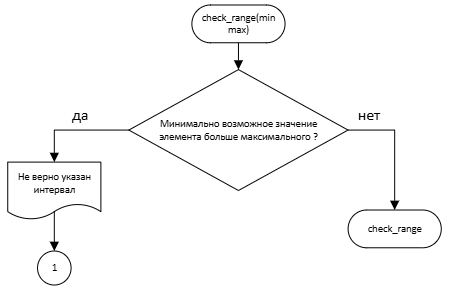 check_range(min
max)
Минимально возможное значение
элемента больше максимального ?
да
нет
Не верно указан
интервал
check_range
1